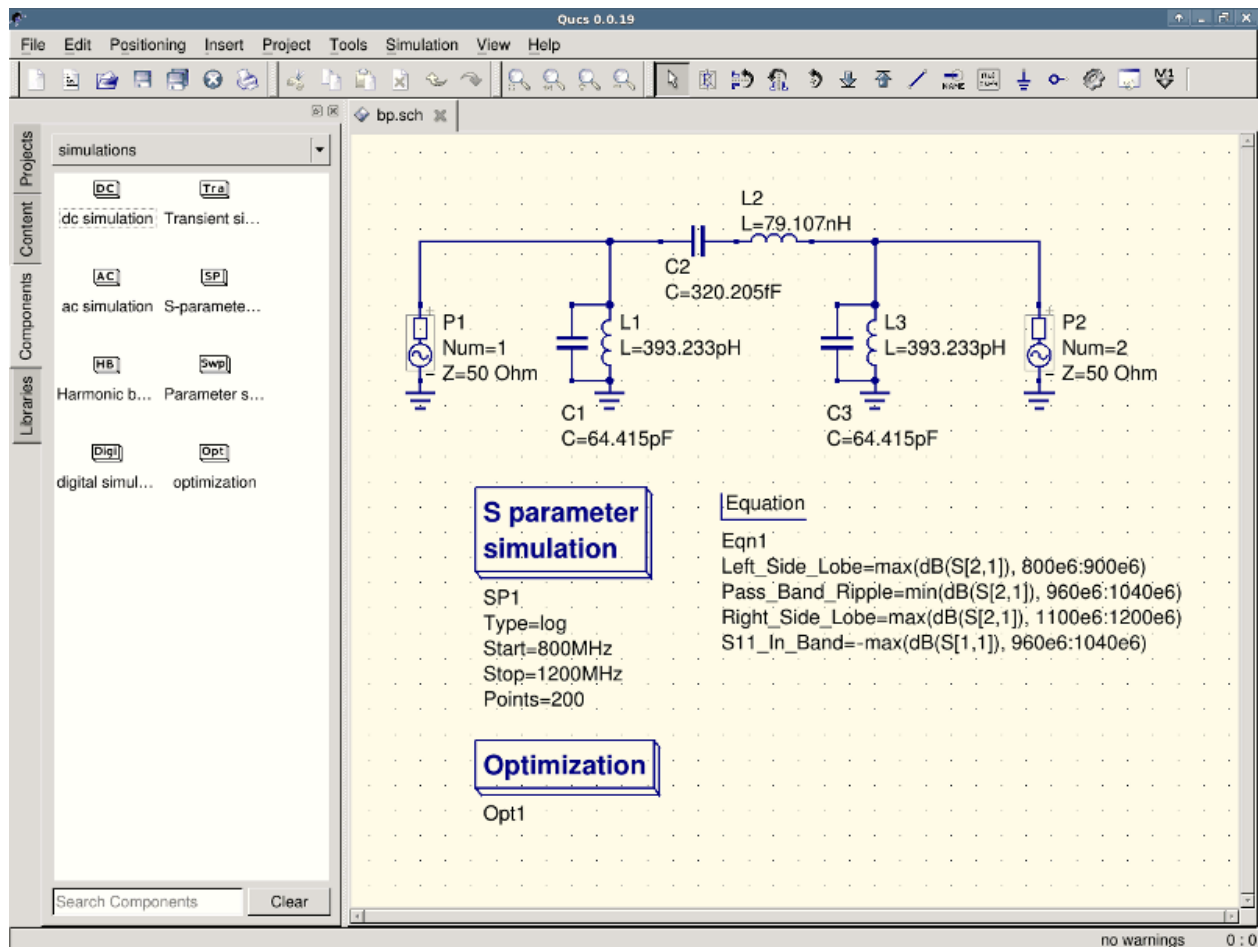 Qucs 0.0.19
File Edit Positioning Insert Project Tools Simulation View Help
NAME
M1
bp.sch
Projects
Content
Components
Libraries
simulations
DC
Tra
dc simulation Transient si...
AC
SP
ac simulation S-paramete...
HB
Swp
Harmonic b... Parameter s...
Digi
Opt
digital simul... optimization
Search Components
Clear
L2
L=79.107nH
C2
C=320.205fF
P1
Num=1
Z=50 Ohm
L1
L=393.233pH
L3
L=393.233pH
P2
Num=2
Z=50 Ohm
C1
C=64.415pF
C3
C=64.415pF
S parameter
simulation
SP1
Type=log
Start=800MHz
Stop=1200MHz
Points=200
Equation
Eqn1
Left_Side_Lobe=max(dB(S[2,1]), 800e6:900e6)
Pass_Band_Ripple=min(dB(S[2,1]), 960e6:1040e6)
Right_Side_Lobe=max(dB(S[2,1]), 1100e6:1200e6)
S11_In_Band=-max(dB(S[1,1]), 960e6:1040e6)
Optimization
Opt1
no warnings 0 : 0